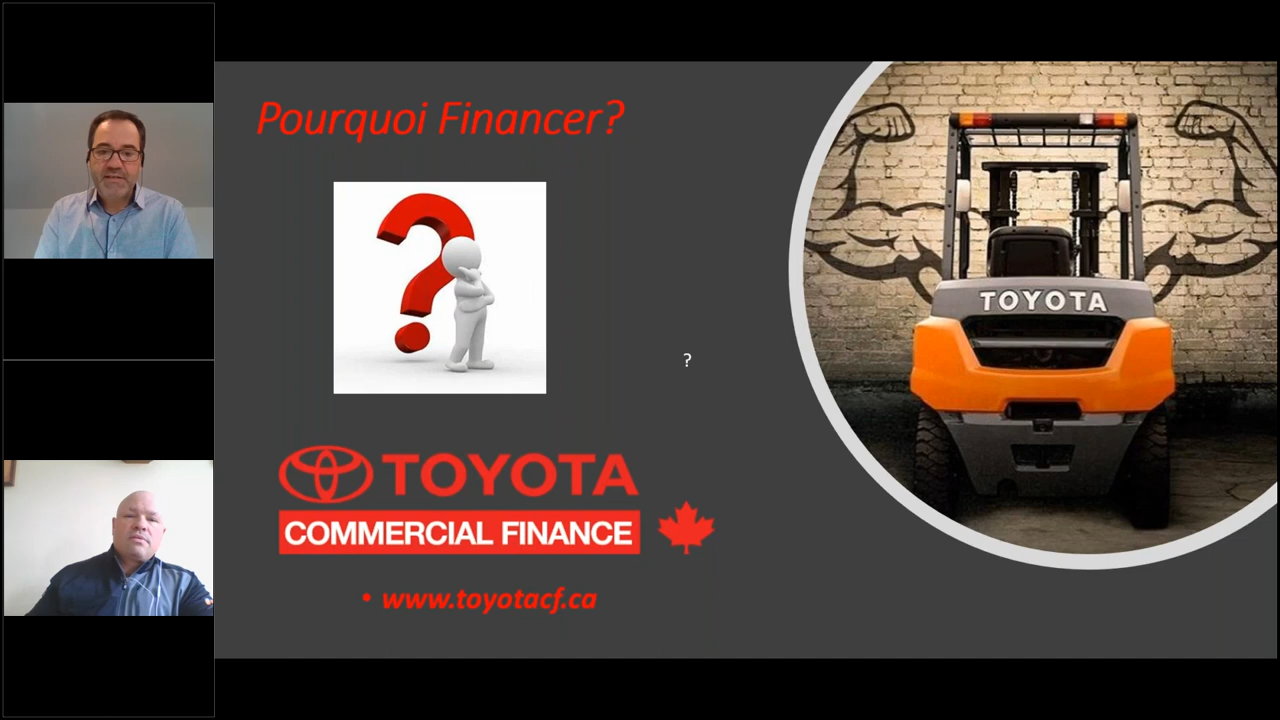 Pourquoi Financer?
TOYOTA
?
TOYOTA
COMMERCIAL FINANCE
• www.toyotacf.ca